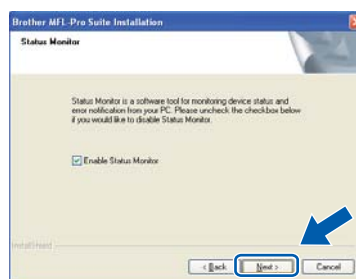 Brother MFL-Pro Suite Installation
Status Monitor
Status Monitor is a software tool for monitoring device status and
error notification from your PC. Please uncheck the checkbox below
if you would like to disable Status Monitor.
Enable Status Monitor
InstallShield
< Back
Next >
Cancel